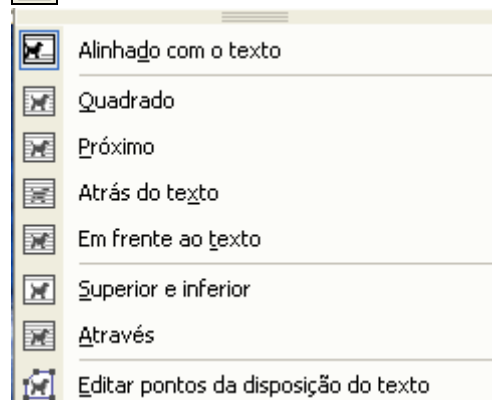 Alinhado com o texto
Quadrado
Próximo
Atrás do texto
Em frente ao texto
Superior e inferior
Através
Editar pontos da disposição do texto